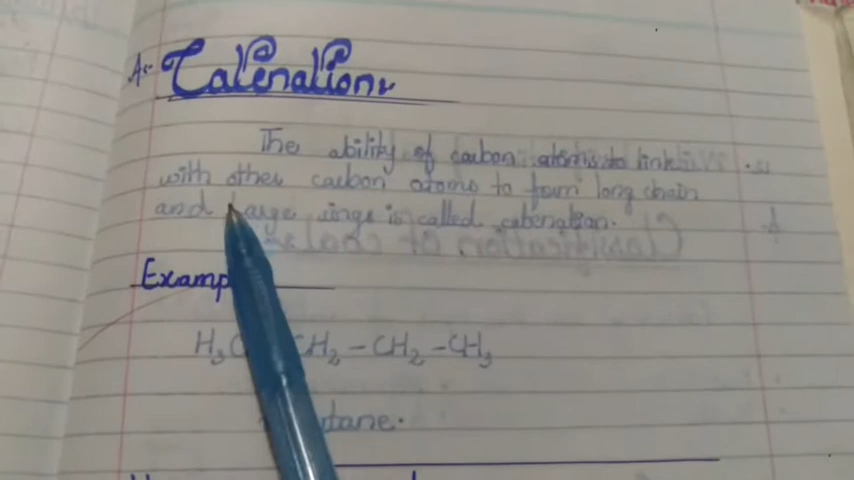 A:- Catenation:
The ability of carbon atoms to link
with other carbon atoms to form long chain
and large rings is called catenation.
Examp
H₃C CH₂ – CH₂ – CH₃
tane.